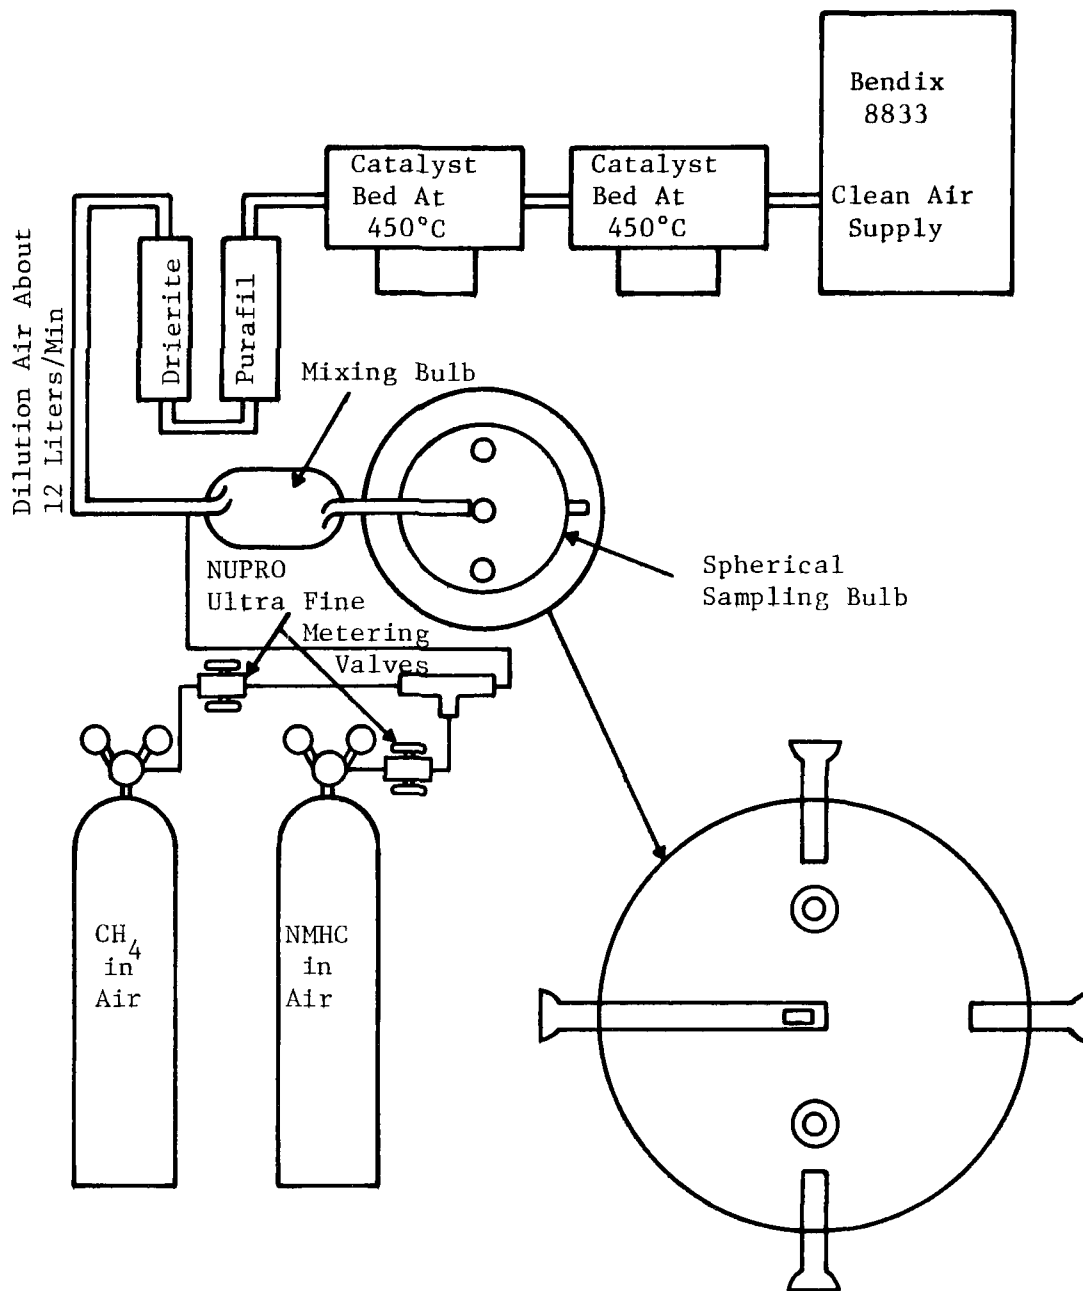 Bendix
8833
Clean Air
Supply
Catalyst
Bed At
450°C
Catalyst
Bed At
450°C
Dilution Air About
12 Liters/Min
Drierite
Purafil
Mixing Bulb
Spherical
Sampling Bulb
NUPRO
Ultra Fine
Metering
Valves
CH4
in
Air
NMHC
in
Air